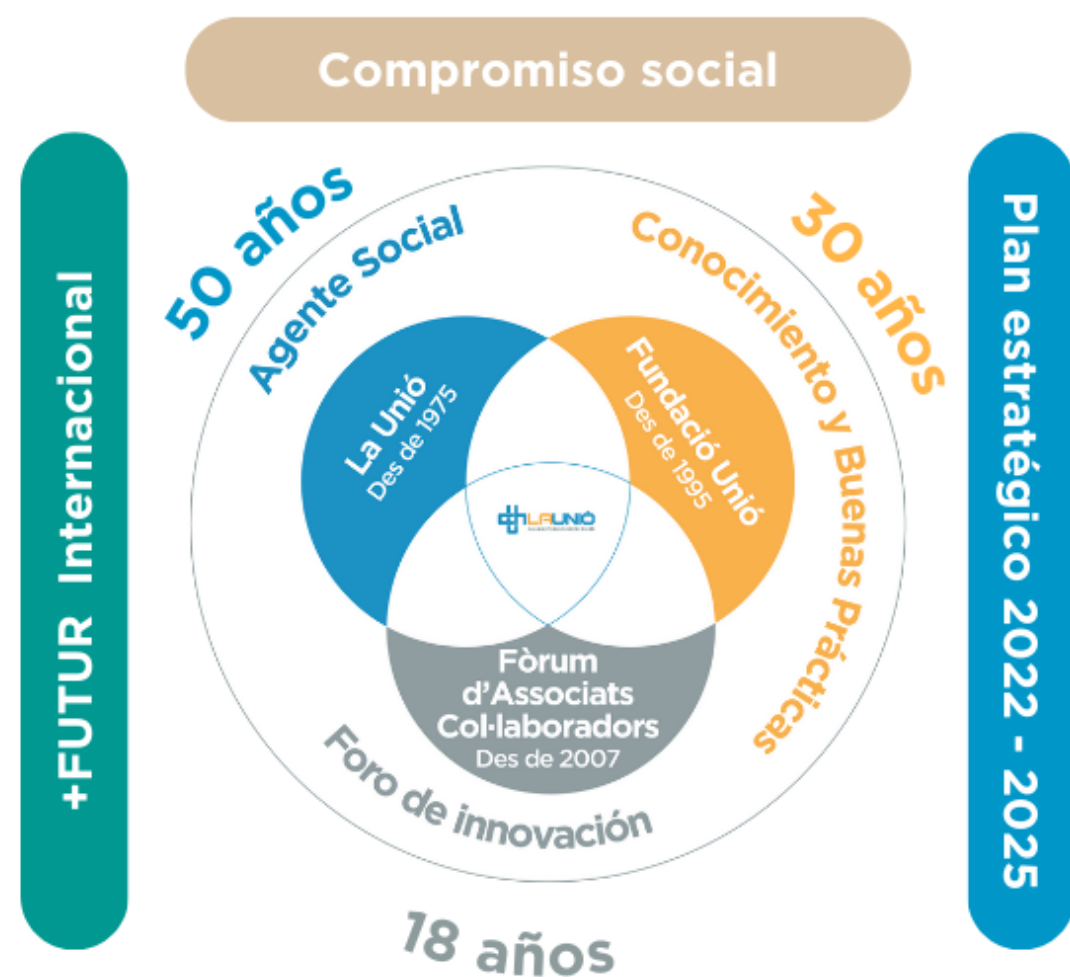 Compromiso social
+FUTUR Internacional
Plan estratégico 2022 - 2025
50 años
Agente Social
30 años
Conocimiento y Buenas Prácticas
La Unió
Des de 1975
Fundació Unió
Des de 1995
LAUNIÓ
Fòrum
d'Associats
Col·laboradors
Des de 2007
Foro de innovación
18 años